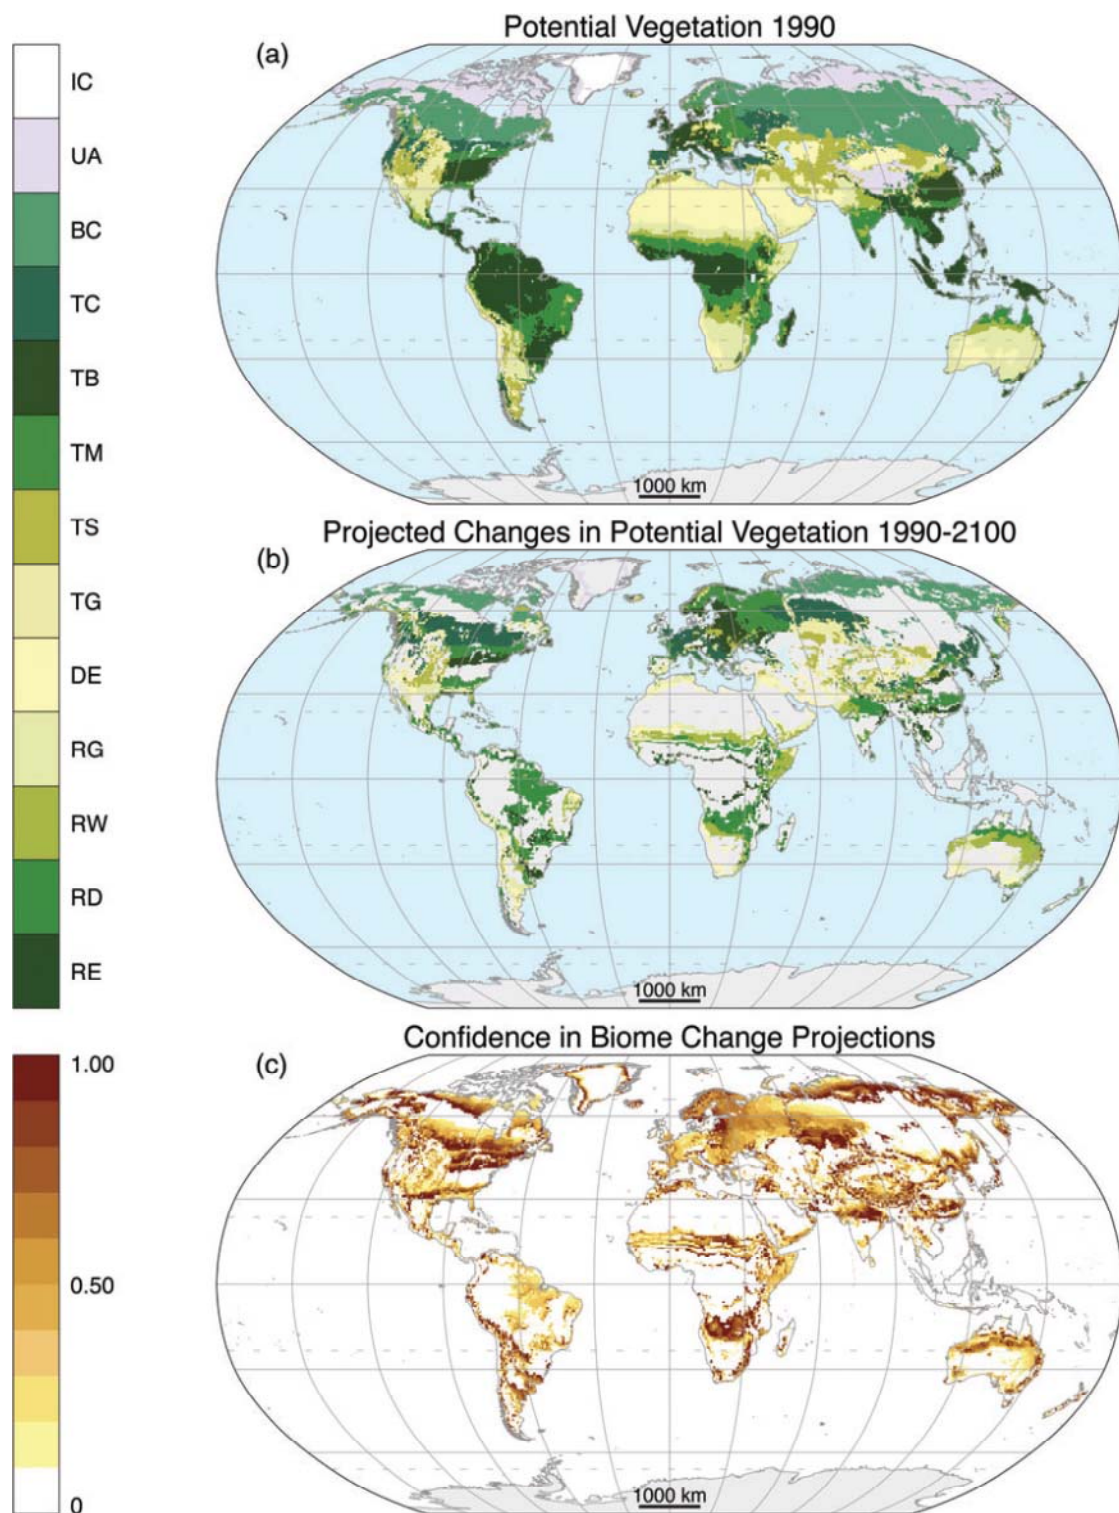 Potential Vegetation 1990
(a)
IC
UA
BC
TC
TB
TM
TS
TG
DE
RG
RW
RD
RE
1000 km
Projected Changes in Potential Vegetation 1990-2100
(b)
1000 km
Confidence in Biome Change Projections
(c)
1.00
0.50
0
1000 km